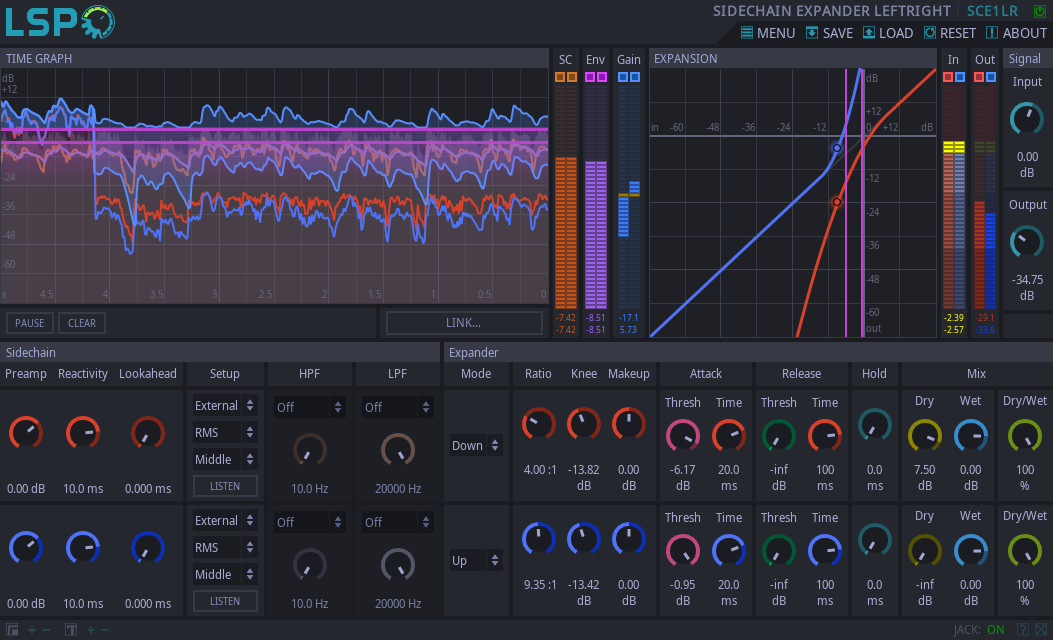 LSP
SIDECHAIN EXPANDER LEFTRIGHT SCE1LR
MENU SAVE LOAD RESET ABOUT
TIME GRAPH
dB
+12
-24
-36
-48
-60
s 4.5 4 3.5 3 2.5 2 1.5 1 0.5 0
PAUSE CLEAR LINK...
SC Env Gain
-7.42 -8.51 -17.1
-7.42 -8.51 5.73
EXPANSION
dB
+12
in -60 -48 -36 -24 -12 0 +12 dB
-12
-24
-36
-48
-60
out
In Out
-2.39 -29.1
-2.57 -33.6
Signal
Input
0.00
dB
Output
-34.75
dB
Sidechain
Preamp Reactivity Lookahead Setup HPF LPF
External Off Off
RMS
Middle
LISTEN
0.00 dB 10.0 ms 0.000 ms 10.0 Hz 20000 Hz
External Off Off
RMS
Middle
LISTEN
0.00 dB 10.0 ms 0.000 ms 10.0 Hz 20000 Hz
Expander
Mode Ratio Knee Makeup Attack Release Hold Mix
Thresh Time Thresh Time Dry Wet Dry/Wet
Down
4.00 :1 -13.82 0.00 -6.17 20.0 -inf 100 0.0 7.50 0.00 100
dB dB dB ms dB ms ms dB dB %
Thresh Time Thresh Time Dry Wet Dry/Wet
Up
9.35 :1 -13.42 0.00 -0.95 20.0 -inf 100 0.0 -inf 0.00 100
dB dB dB ms dB ms ms dB dB %
JACK: ON